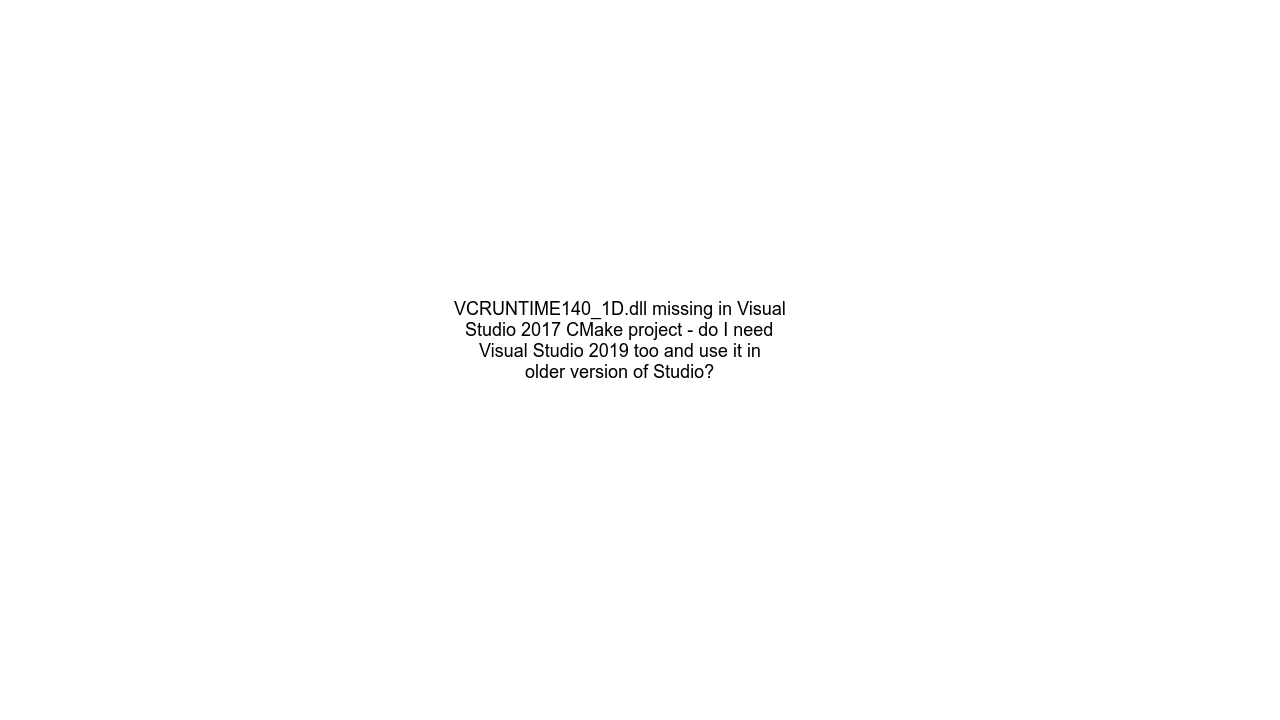 VCRUNTIME140_1D.dll missing in Visual
Studio 2017 CMake project - do I need
Visual Studio 2019 too and use it in
older version of Studio?